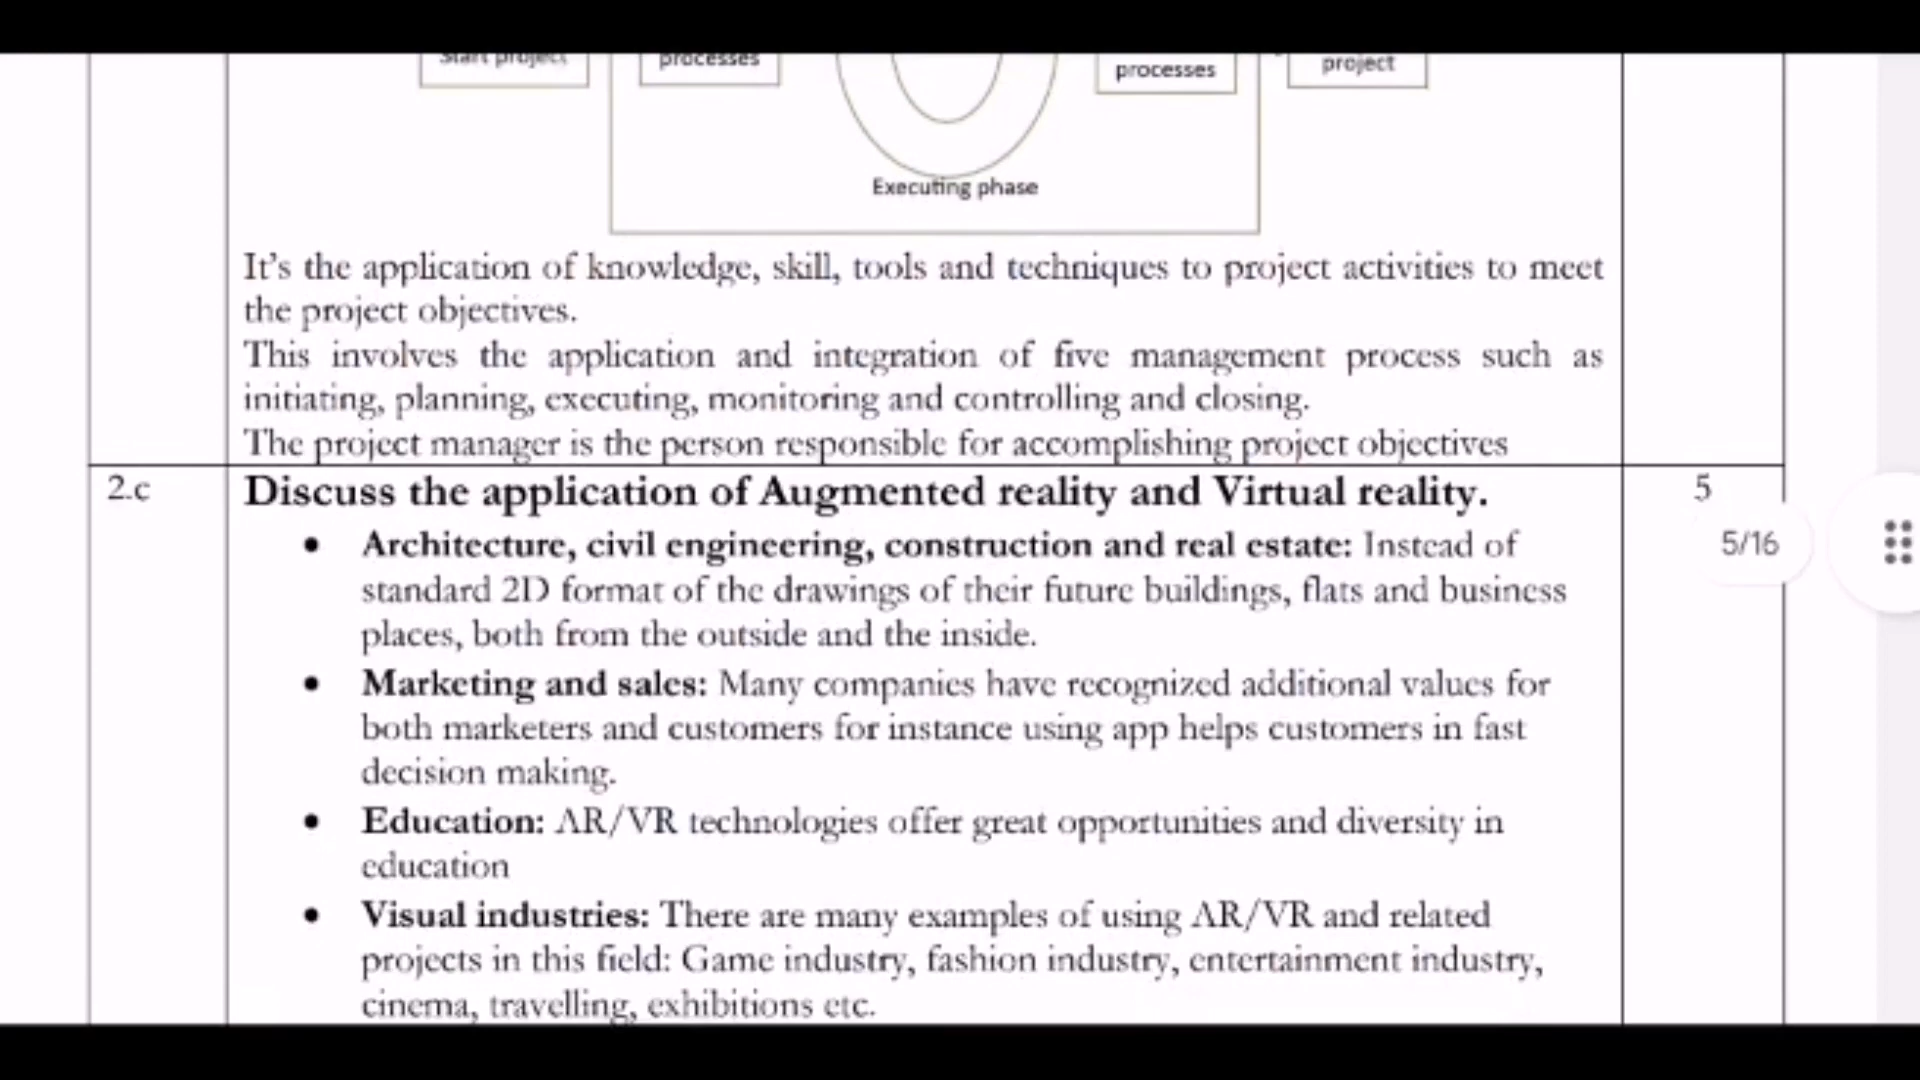 Start project
processes
processes
project
Executing phase
It's the application of knowledge, skill, tools and techniques to project activities to meet
the project objectives.
This involves the application and integration of five management process such as
initiating, planning, executing, monitoring and controlling and closing.
The project manager is the person responsible for accomplishing project objectives
2.c
Discuss the application of Augmented reality and Virtual reality.
5
5/16
• Architecture, civil engineering, construction and real estate: Instead of
standard 2D format of the drawings of their future buildings, flats and business
places, both from the outside and the inside.
• Marketing and sales: Many companies have recognized additional values for
both marketers and customers for instance using app helps customers in fast
decision making.
• Education: AR/VR technologies offer great opportunities and diversity in
education
• Visual industries: There are many examples of using AR/VR and related
projects in this field: Game industry, fashion industry, entertainment industry,
cinema, travelling, exhibitions etc.